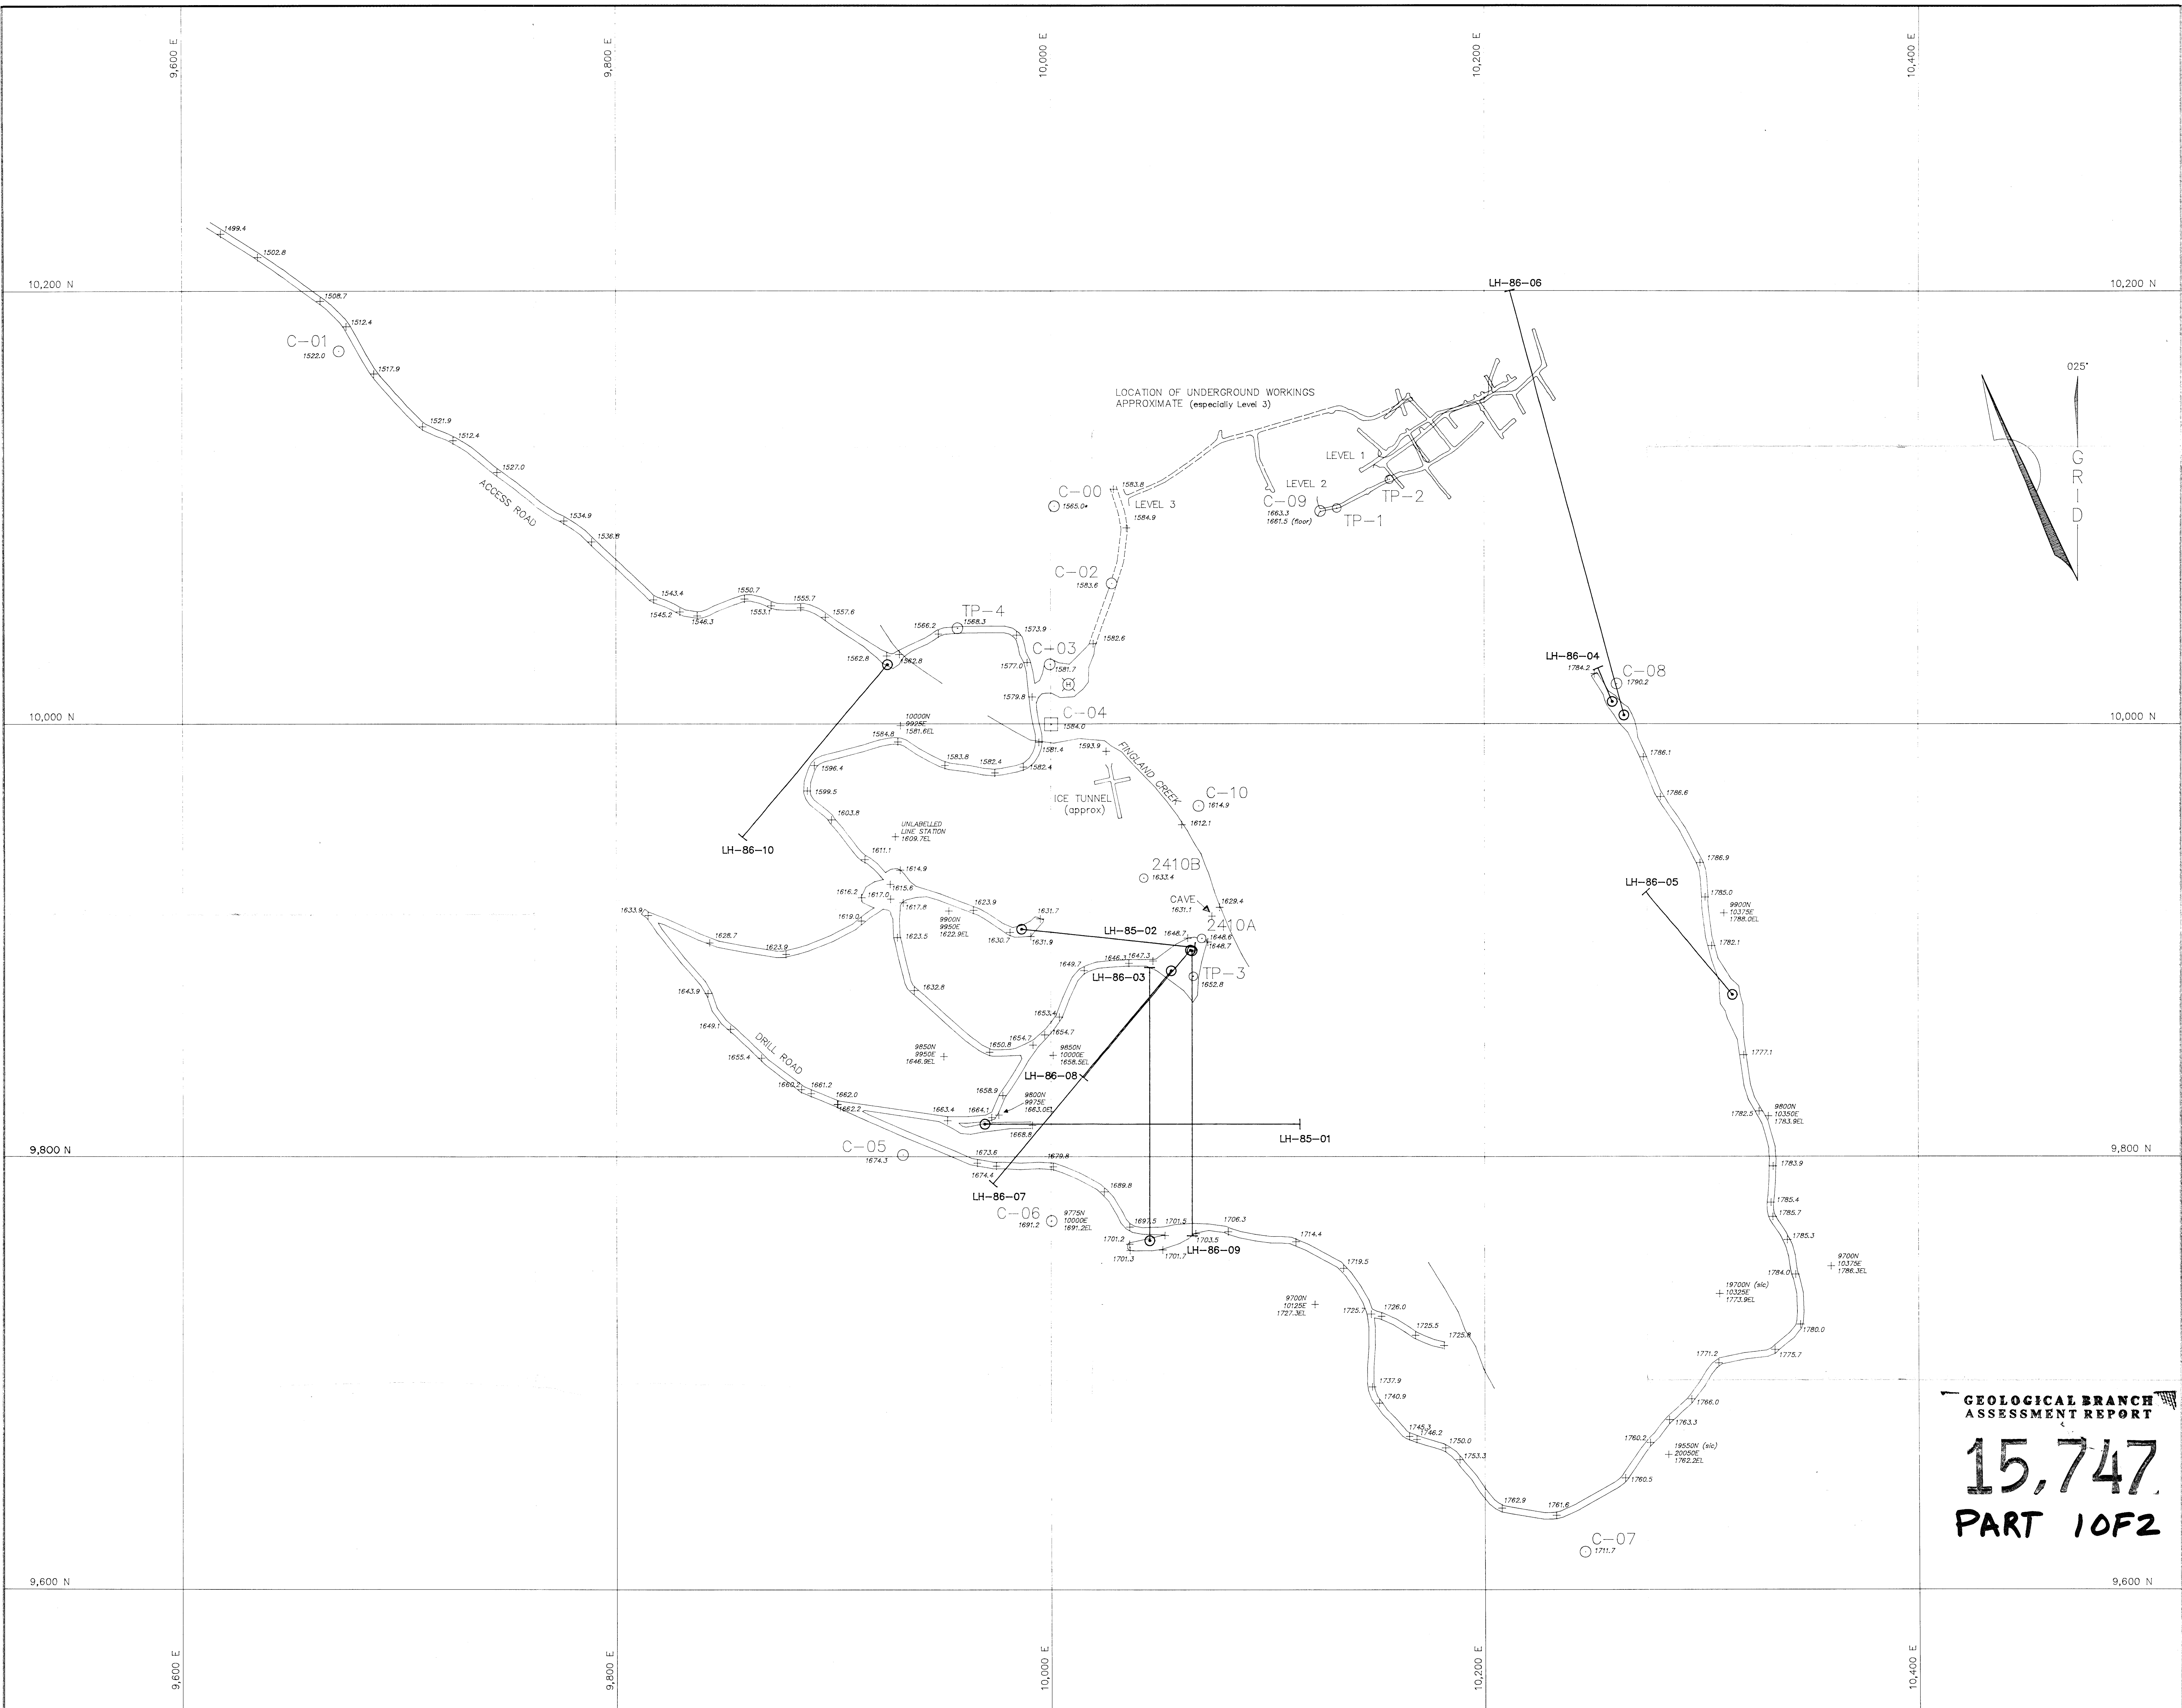 9,600 E
9,800 E
10,000 E
10,200 E
10,400 E
1499.4
1502.8
10,200 N
1508.7
LH-86-06
10,200 N
1512.4
C-01
1522.0
1517.9
025°
GRID
LOCATION OF UNDERGROUND WORKINGS
APPROXIMATE (especially Level 3)
1521.9
1512.4
1527.0
ACCESS ROAD
1534.9
1536.8
LEVEL 1
LEVEL 2
C-09
1663.3
1661.5 (floor)
TP-1
TP-2
C-00
1565.0*
1583.8
LEVEL 3
1584.9
C-02
1583.6
1543.4
1545.2
1546.3
1550.7
1553.1
1555.7
1557.6
1562.8
1562.8
1566.2
TP-4
1568.3
1573.9
1577.0
C-03
1581.7
1582.6
H
1579.8
LH-86-04
1784.2
C-08
1790.2
10,000 N
10000N
9925E
1581.6EL
C-04
1584.0
10,000 N
1584.8
1583.8
1582.4
1582.4
1581.4
1593.9
FINGLAND CREEK
1786.1
1596.4
1599.5
1603.8
ICE TUNNEL
(approx)
C-10
1614.9
1612.1
1786.6
UNLABELLED
LINE STATION
1609.7EL
LH-86-10
1611.1
1614.9
1616.2
1615.6
1617.0
1617.8
2410B
1633.4
1786.9
LH-86-05
1785.0
9900N
10375E
1788.0EL
1782.1
1633.9
1628.7
1623.9
1619.0
1623.5
9900N
9950E
1622.9EL
1623.9
1631.7
1630.7
1631.9
LH-85-02
CAVE
1631.1
1629.4
2410A
1648.7
1648.6
1648.7
1649.7
1646.3
1647.3
LH-86-03
TP-3
1652.8
1643.9
1632.8
1649.1
DRILL ROAD
1655.4
1653.4
1654.7
1654.7
1650.8
9850N
9950E
1646.9EL
9850N
10000E
1658.5EL
LH-86-08
1777.1
1660.2
1661.2
1662.0
1662.2
1663.4
1658.9
1664.1
9800N
9975E
1663.0EL
1668.8
LH-85-01
1782.5
9800N
10350E
1783.9EL
9,800 N
C-05
1674.3
1673.6
1674.4
1679.8
9,800 N
1783.9
LH-86-07
1689.8
C-06
1691.2
9775N
10000E
1691.2EL
1697.5
1701.5
1706.3
1701.2
1701.3
1701.7
1703.5
LH-86-09
1714.4
1719.5
1785.4
1785.7
1785.3
1784.0
9700N
10375E
1786.3EL
19700N (sic)
10325E
1773.9EL
9700N
10125E
1727.3EL
1725.7
1726.0
1725.5
1725.8
1780.0
1775.7
1771.2
1737.9
1740.9
1766.0
1763.3
1745.3
1746.2
1750.0
1753.3
1760.2
19550N (sic)
20050E
1762.2EL
1760.5
1762.9
1761.6
C-07
1711.7
GEOLOGICAL BRANCH
ASSESSMENT REPORT
15,747
PART 1OF2
9,600 N
9,600 N
9,600 E
9,800 E
10,000 E
10,200 E
10,400 E